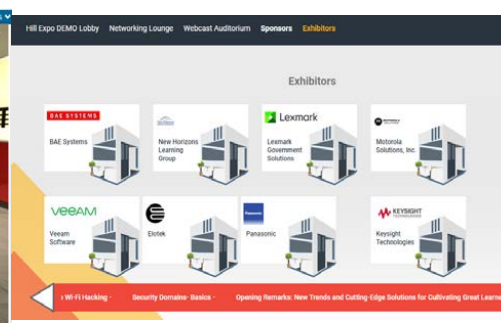 Hill Expo DEMO Lobby Networking Lounge Webcast Auditorium Sponsors Exhibitors
Exhibitors
BAE SYSTEMS
BAE Systems
New Horizons
Learning
Group
Lexmark
Lexmark
Government
Solutions
Motorola
Solutions, Inc.
VeeAM
Veeam
Software
Elotek
Panasonic
Panasonic
KEYSIGHT
TECHNOLOGIES
Keysight
Technologies
Wi-Fi Hacking - Security Domains- Basics - Opening Remarks: New Trends and Cutting-Edge Solutions for Cultivating Great Learne